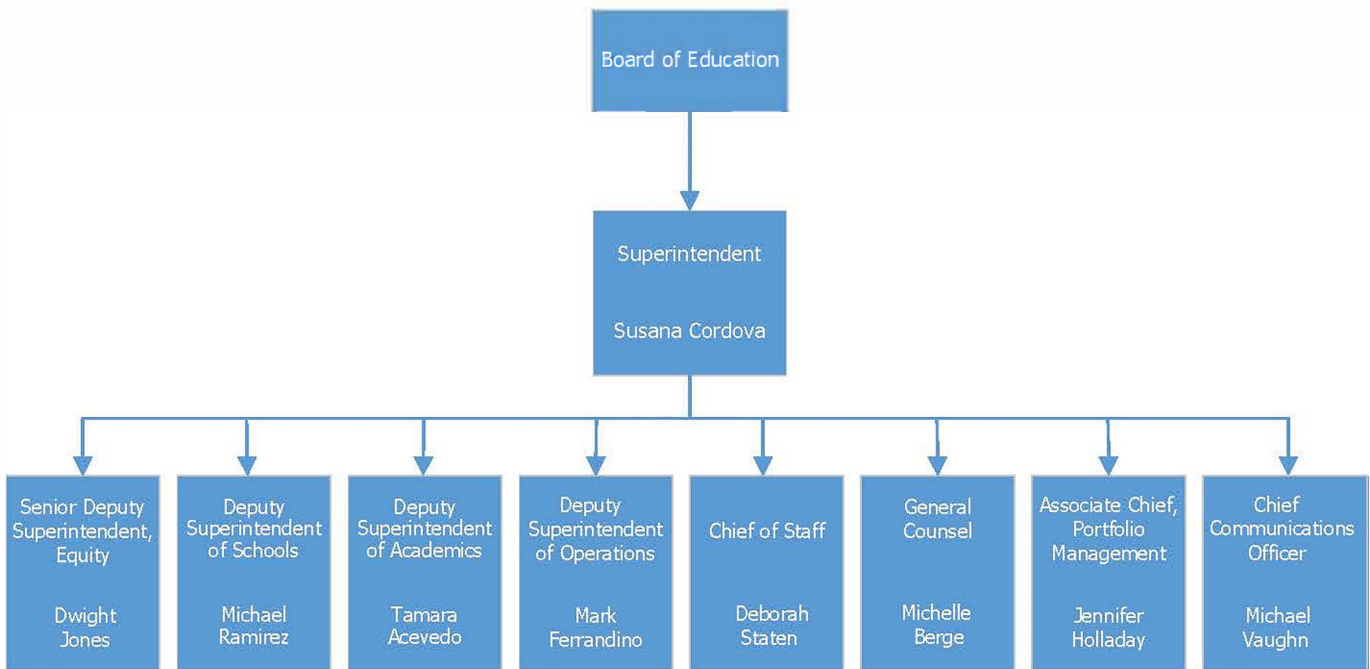 Board of Education
Superintendent
Susana Cordova
Senior Deputy
Superintendent,
Equity
Dwight
Jones
Deputy
Superintendent
of Schools
Michael
Ramirez
Deputy
Superintendent
of Academics
Tamara
Acevedo
Deputy
Superintendent
of Operations
Mark
Ferrandino
Chief of Staff
Deborah
Staten
General
Counsel
Michelle
Berge
Associate Chief,
Portfolio
Management
Jennifer
Holladay
Chief
Communications
Officer
Michael
Vaughn